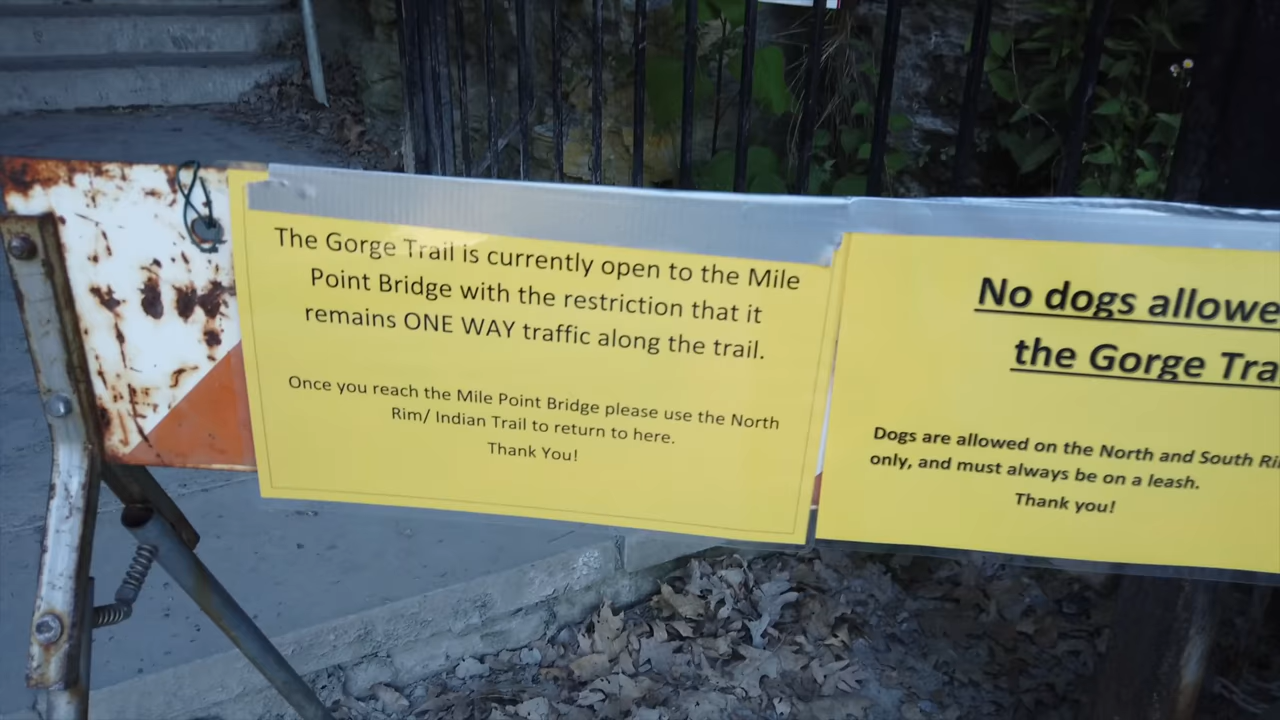 The Gorge Trail is currently open to the Mile
Point Bridge with the restriction that it
remains ONE WAY traffic along the trail.
Once you reach the Mile Point Bridge please use the North
Rim/ Indian Trail to return to here.
Thank You!
No dogs allowe
the Gorge Tra
Dogs are allowed on the North and South Ri
only, and must always be on a leash.
Thank you!